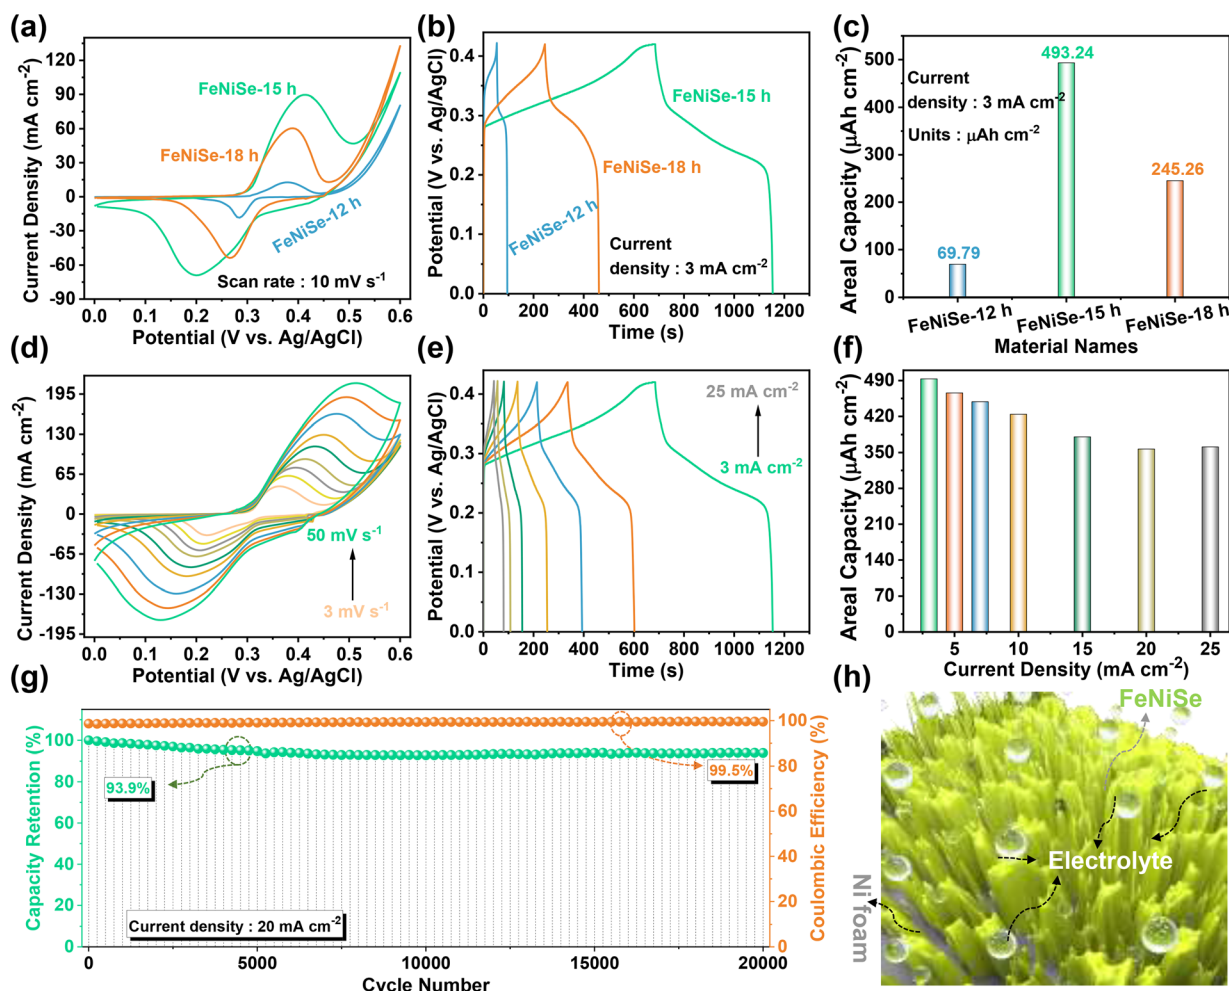 (a)
Current Density (mA cm⁻²)
120
90
60
30
0
-30
-60
-90
FeNiSe-15 h
FeNiSe-18 h
FeNiSe-12 h
Scan rate : 10 mV s⁻¹
0.0 0.1 0.2 0.3 0.4 0.5 0.6
Potential (V vs. Ag/AgCl)
(b)
Potential (V vs. Ag/AgCl)
0.4
0.3
0.2
0.1
0.0
FeNiSe-15 h
FeNiSe-18 h
FeNiSe-12 h
Current
density : 3 mA cm⁻²
0 200 400 600 800 1000 1200
Time (s)
(c)
Areal Capacity (μAh cm⁻²)
500
400
300
200
100
0
Current
density : 3 mA cm⁻²
Units : μAh cm⁻²
69.79
493.24
245.26
FeNiSe-12 h FeNiSe-15 h FeNiSe-18 h
Material Names
(d)
Current Density (mA cm⁻²)
195
130
65
0
-65
-130
-195
50 mV s⁻¹
3 mV s⁻¹
0.0 0.1 0.2 0.3 0.4 0.5 0.6
Potential (V vs. Ag/AgCl)
(e)
Potential (V vs. Ag/AgCl)
0.4
0.3
0.2
0.1
0.0
25 mA cm⁻²
3 mA cm⁻²
0 200 400 600 800 1000 1200
Time (s)
(f)
Areal Capacity (μAh cm⁻²)
490
420
350
280
210
140
70
0
5 10 15 20 25
Current Density (mA cm⁻²)
(g)
Capacity Retention (%)
100
80
60
40
20
0
93.9%
99.5%
Current density : 20 mA cm⁻²
100
80
60
40
20
0
Coulombic Efficiency (%)
0 5000 10000 15000 20000
Cycle Number
(h)
FeNiSe
Electrolyte
Ni foam